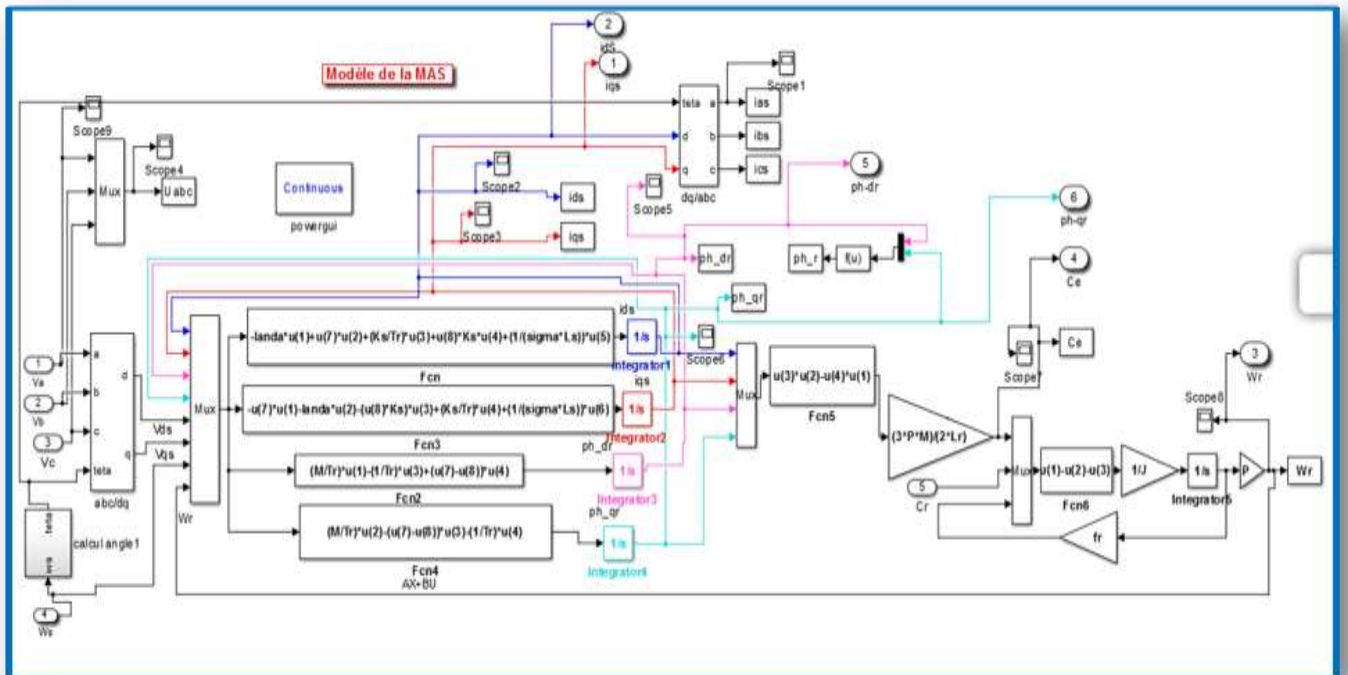 2
idS
Modèle de la MAS
1
iqs
Scope1
teta a
d b
q c
dq/abc
ias
ibs
ics
Scope9
Scope4
Mux
Uabc
Continuous
powergui
Scope2
ids
Scope3
iqs
Scope5
5
ph-dr
6
ph-qr
ph_dr
ph_r
f(u)
4
Ce
ph_qr
ids
-landa*u(1)+u(7)*u(2)+(Ks/Tr)*u(3)+u(8)*Ks*u(4)+(1/(sigma*Ls))*u(5)
Fcn
1/s
Integrator1
Scope6
iqs
-u(7)*u(1)-landa*u(2)-(u(8)*Ks)*u(3)+(Ks/Tr)*u(4)+(1/(sigma*Ls))*u(6)
Fcn3
1/s
Integrator2
ph_dr
(M/Tr)*u(1)-(1/Tr)*u(3)+(u(7)-u(8))*u(4)
Fcn2
1/s
Integrator3
ph_qr
(M/Tr)*u(2)-(u(7)-u(8))*u(3)-(1/Tr)*u(4)
Fcn4
AX+BU
1/s
Integrator4
1
Va
2
Vb
3
Vc
a
b
c
teta
d
q
abc/dq
Vds
Vqs
Mux
Wr
teta
calcul angle1
4
Ws
Mux
u(3)*u(2)-u(4)*u(1)
Fcn5
(3*P*M)/(2*Lr)
Scope7
Ce
3
Wr
Scope8
5
Cr
Mux
u(1)-u(2)-u(3)
Fcn6
1/J
1/s
Integrator5
P
Wr
fr